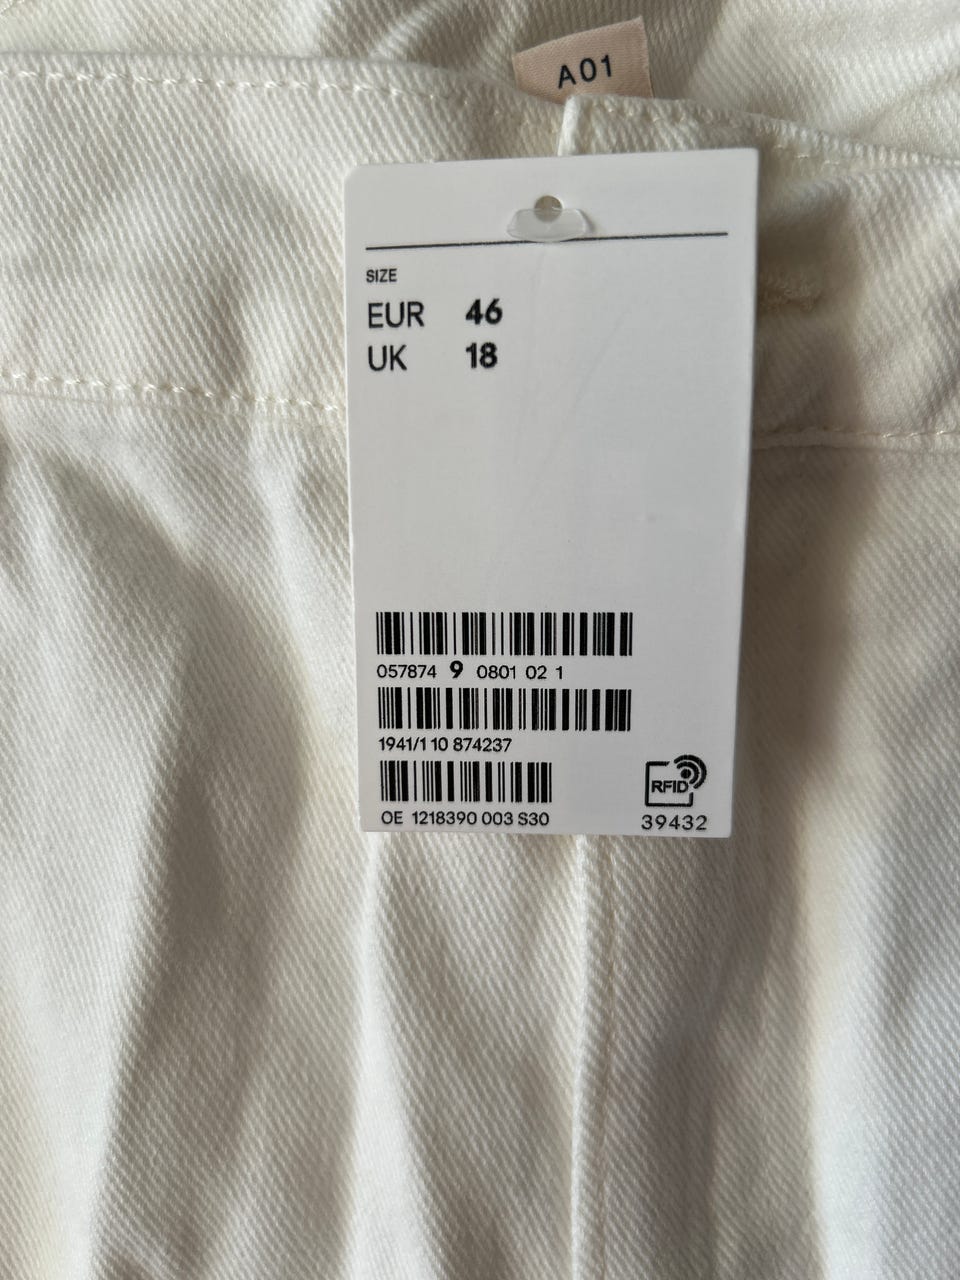 A01
SIZE
EUR 46
UK 18
057874 9 0801 02 1
1941/1 10 874237
RFID
OE 1218390 003 S30
39432